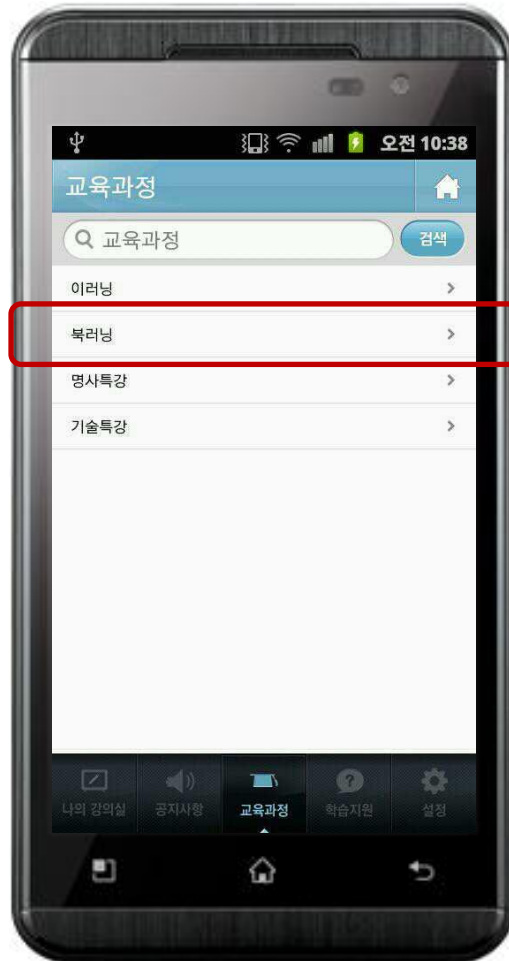 오전 10:38
교육과정
교육과정 검색
이러닝
북러닝
명사특강
기술특강
나의 강의실 공지사항 교육과정 학습지원 설정